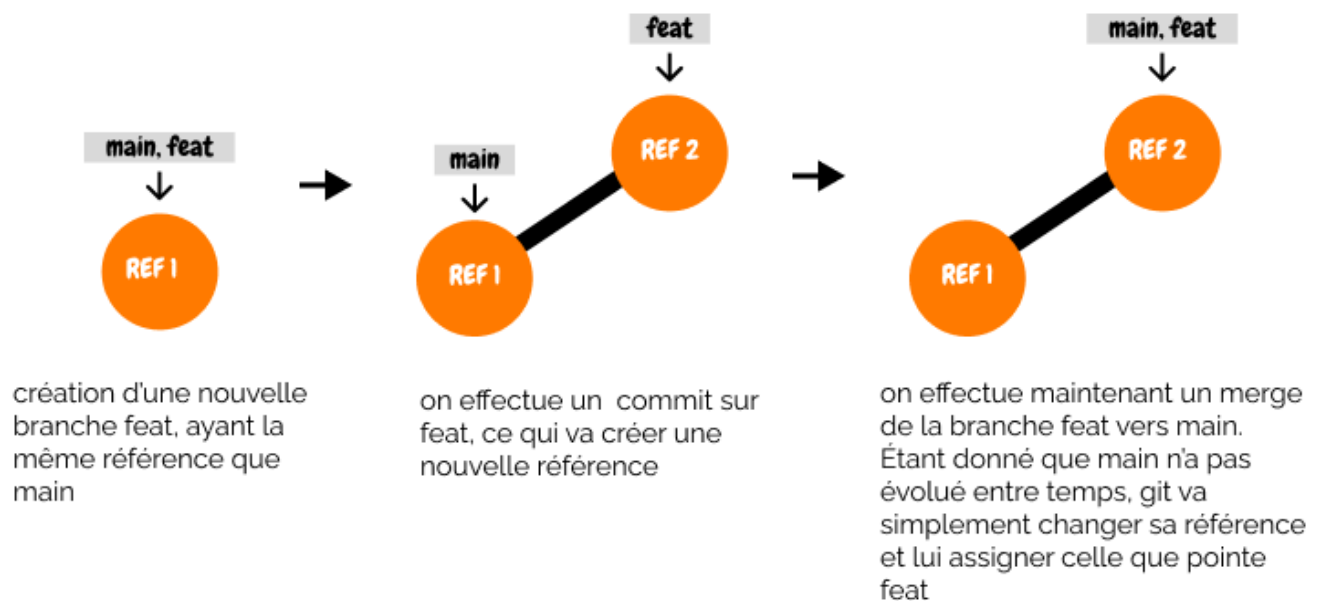 main, feat
REF 1
création d'une nouvelle
branche feat, ayant la
même référence que
main
feat
main
REF 2
REF 1
on effectue un  commit sur
feat, ce qui va créer une
nouvelle référence
main, feat
REF 2
REF 1
on effectue maintenant un merge
de la branche feat vers main.
Étant donné que main n'a pas
évolué entre temps, git va
simplement changer sa référence
et lui assigner celle que pointe
feat